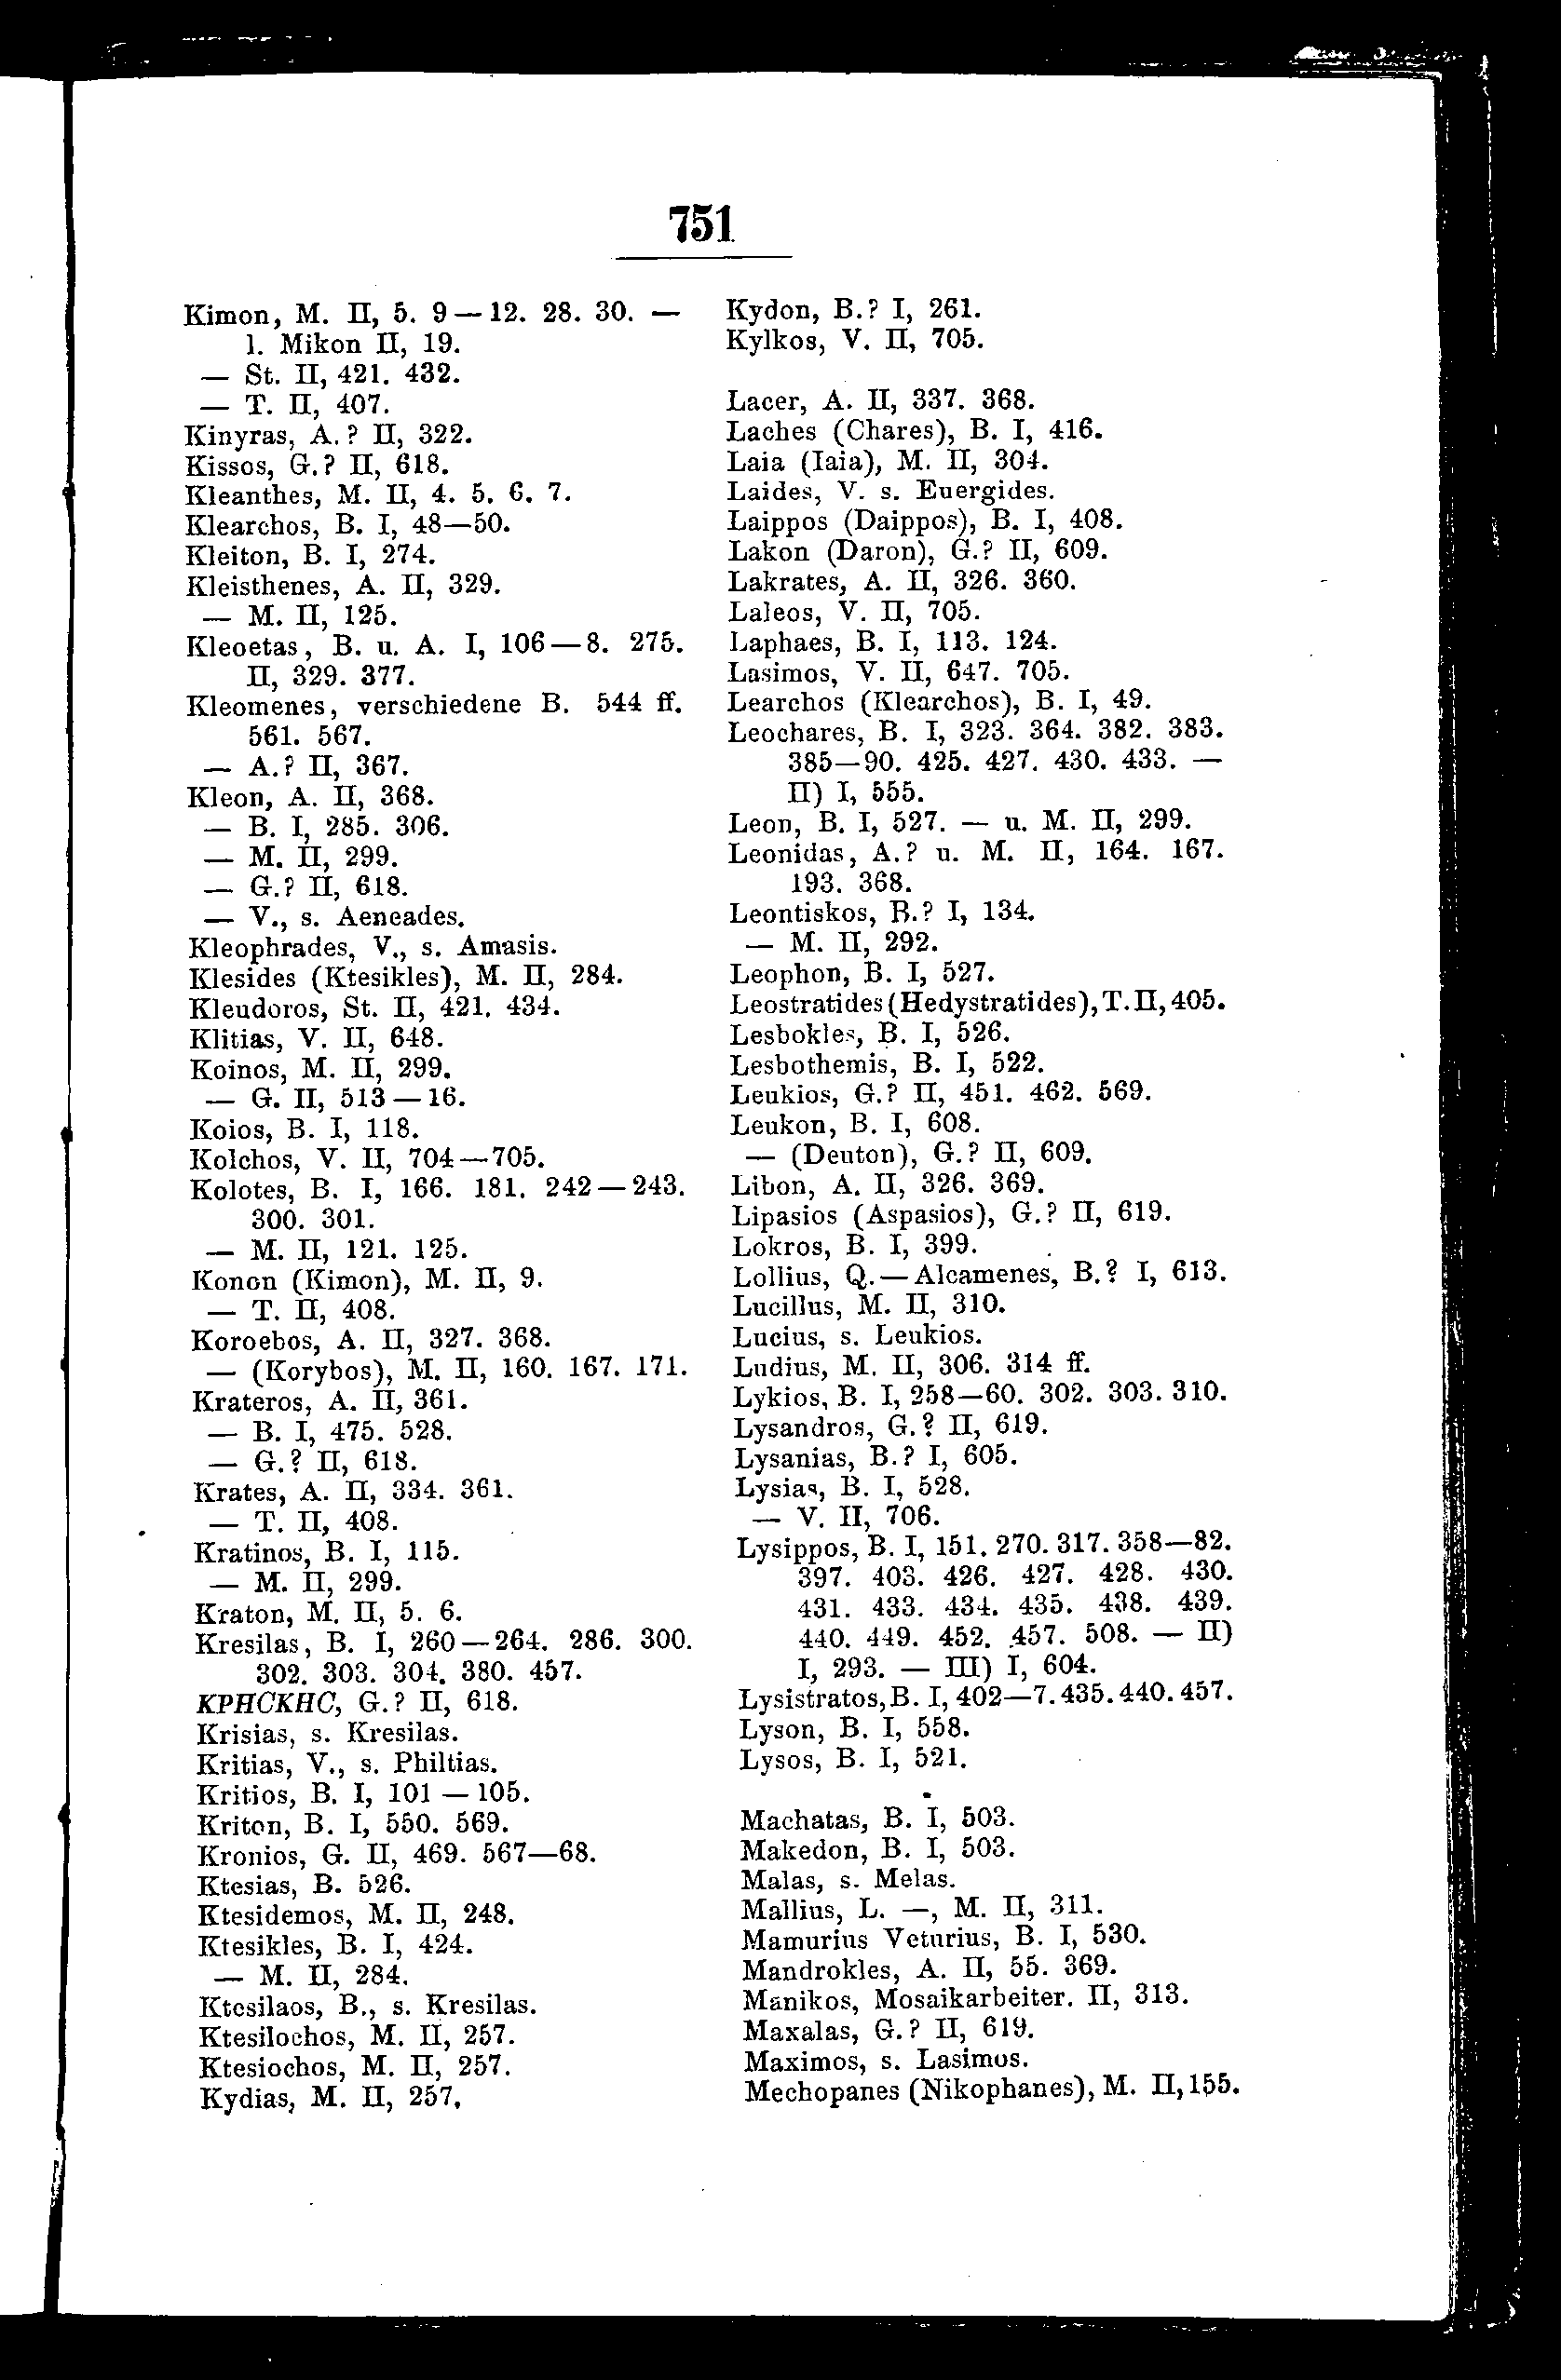 751
Kimon, M. II, 5. 9—12. 28. 30. —
l. Mikon II, 19.
— St. II, 421. 432.
— T. II, 407.
Kinyras, A.? II, 322.
Kissos, G.? II, 618.
Kleanthes, M. II, 4. 5. 6. 7.
Klearchos, B. I, 48—50.
Kleiton, B. I, 274.
Kleisthenes, A. II, 329.
— M. II, 125.
Kleoetas, B. u. A. I, 106—8. 275.
II, 329. 377.
Kleomenes, verschiedene B. 544 ff.
561. 567.
— A.? II, 367.
Kleon, A. II, 368.
— B. I, 285. 306.
— M. II, 299.
— G.? II, 618.
— V., s. Aeneades.
Kleophrades, V., s. Amasis.
Klesides (Ktesikles), M. II, 284.
Kleudoros, St. II, 421. 434.
Klitias, V. II, 648.
Koinos, M. II, 299.
— G. II, 513—16.
Koios, B. I, 118.
Kolchos, V. II, 704—705.
Kolotes, B. I, 166. 181. 242—243.
300. 301.
— M. II, 121. 125.
Konon (Kimon), M. II, 9.
— T. II, 408.
Koroebos, A. II, 327. 368.
— (Korybos), M. II, 160. 167. 171.
Krateros, A. II, 361.
— B. I, 475. 528.
— G.? II, 618.
Krates, A. II, 334. 361.
— T. II, 408.
Kratinos, B. I, 115.
— M. II, 299.
Kraton, M. II, 5. 6.
Kresilas, B. I, 260—264. 286. 300.
302. 303. 304. 380. 457.
ΚΡΗCΚΗC, G.? II, 618.
Krisias, s. Kresilas.
Kritias, V., s. Philtias.
Kritios, B. I, 101—105.
Kriton, B. I, 550. 569.
Kronios, G. II, 469. 567—68.
Ktesias, B. 526.
Ktesidemos, M. II, 248.
Ktesikles, B. I, 424.
— M. II, 284.
Ktesilaos, B., s. Kresilas.
Ktesilochos, M. II, 257.
Ktesiochos, M. II, 257.
Kydias, M. II, 257.
Kydon, B.? I, 261.
Kylkos, V. II, 705.
Lacer, A. II, 337. 368.
Laches (Chares), B. I, 416.
Laia (Iaia), M. II, 304.
Laides, V. s. Euergides.
Laippos (Daippos), B. I, 408.
Lakon (Daron), G.? II, 609.
Lakrates, A. II, 326. 360.
Laleos, V. II, 705.
Laphaes, B. I, 113. 124.
Lasimos, V. II, 647. 705.
Learchos (Klearchos), B. I, 49.
Leochares, B. I, 323. 364. 382. 383.
385—90. 425. 427. 430. 433. —
II) I, 555.
Leon, B. I, 527. — u. M. II, 299.
Leonidas, A.? u. M. II, 164. 167.
193. 368.
Leontiskos, B.? I, 134.
— M. II, 292.
Leophon, B. I, 527.
Leostratides (Hedystratides), T. II, 405.
Lesbokles, B. I, 526.
Lesbothemis, B. I, 522.
Leukios, G.? II, 451. 462. 569.
Leukon, B. I, 608.
— (Deuton), G.? II, 609.
Libon, A. II, 326. 369.
Lipasios (Aspasios), G.? II, 619.
Lokros, B. I, 399.
Lollius, Q.—Alcamenes, B.? I, 613.
Lucillus, M. II, 310.
Lucius, s. Leukios.
Ludius, M. II, 306. 314 ff.
Lykios, B. I, 258—60. 302. 303. 310.
Lysandros, G.? II, 619.
Lysanias, B.? I, 605.
Lysias, B. I, 528.
— V. II, 706.
Lysippos, B. I, 151. 270. 317. 358—82.
397. 403. 426. 427. 428. 430.
431. 433. 434. 435. 438. 439.
440. 449. 452. 457. 508. — II)
I, 293. — III) I, 604.
Lysistratos, B. I, 402—7. 435. 440. 457.
Lyson, B. I, 558.
Lysos, B. I, 521.
Machatas, B. I, 503.
Makedon, B. I, 503.
Malas, s. Melas.
Mallius, L. —, M. II, 311.
Mamurius Veturius, B. I, 530.
Mandrokles, A. II, 55. 369.
Manikos, Mosaikarbeiter. II, 313.
Maxalas, G.? II, 619.
Maximos, s. Lasimos.
Mechopanes (Nikophanes), M. II, 155.